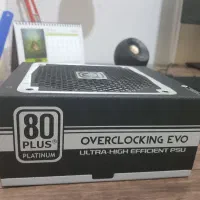 80
PLUS
PLATINUM
OVERCLOCKING EVO
ULTRA-HIGH EFFICIENT PSU